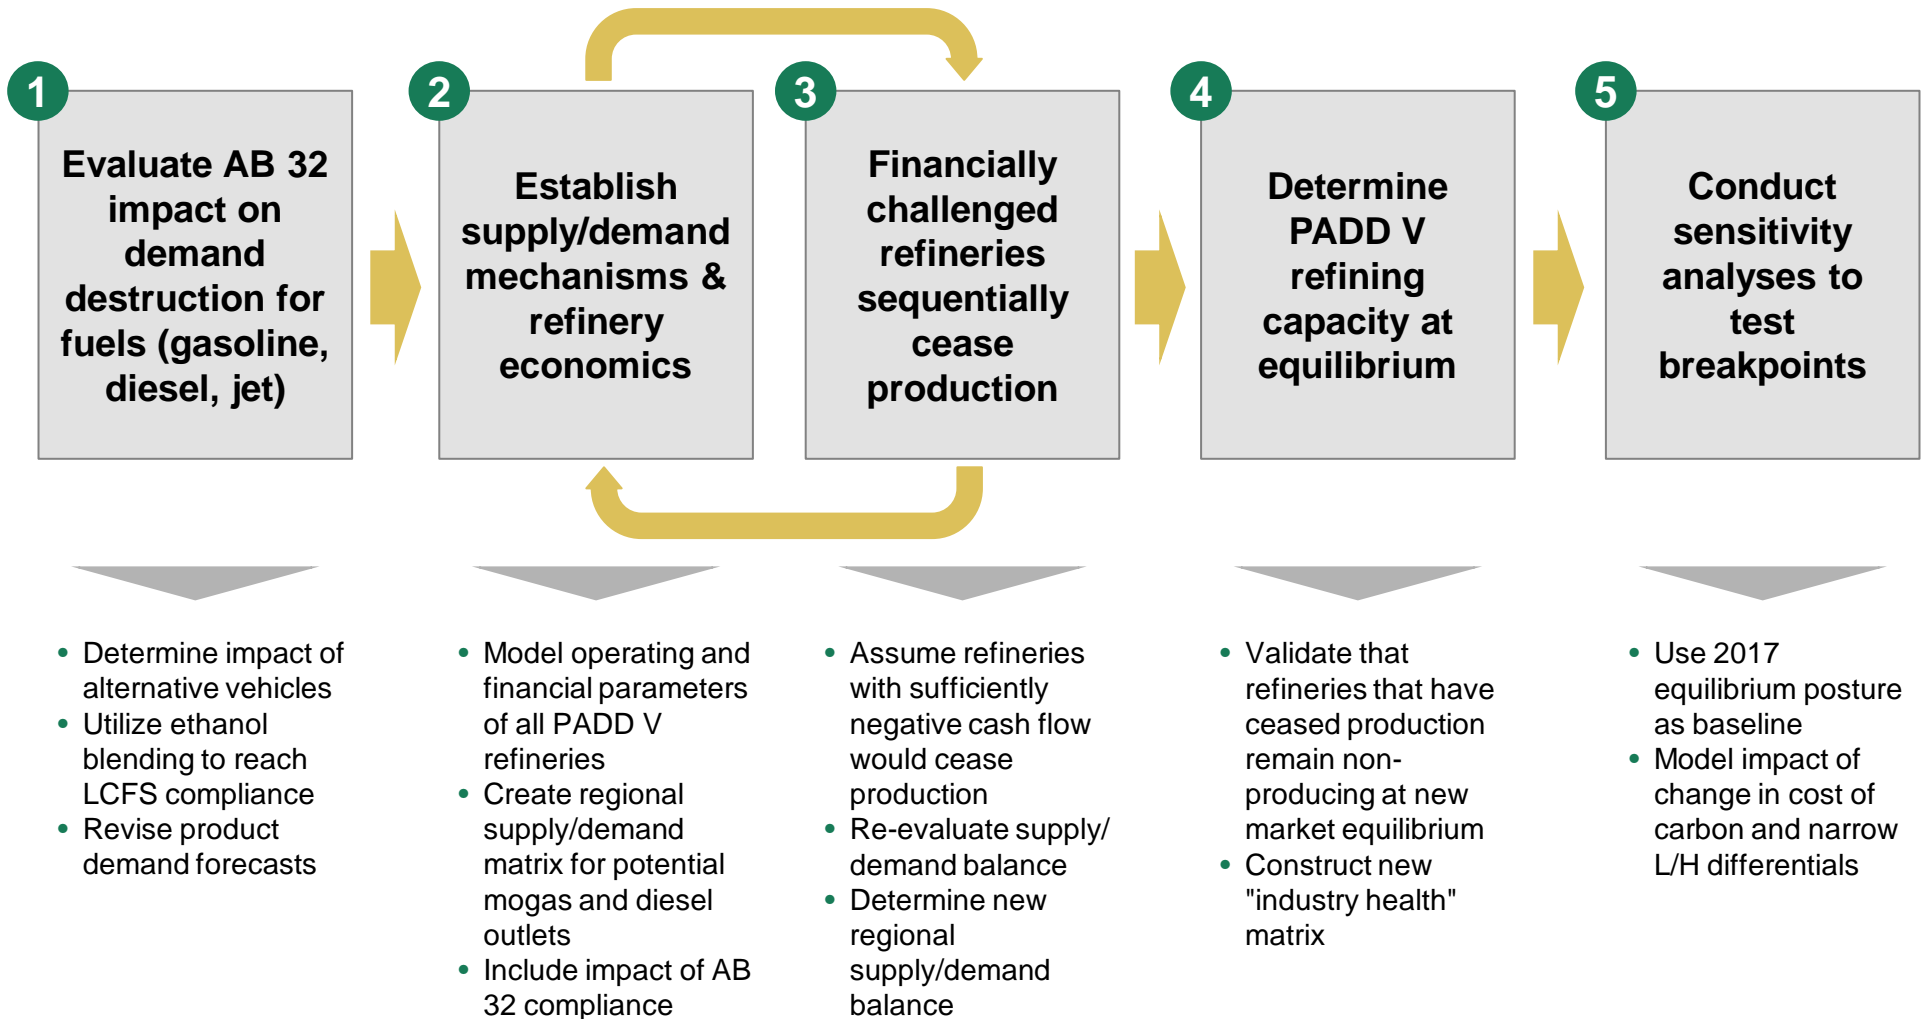 1
Evaluate AB 32
impact on
demand
destruction for
fuels (gasoline,
diesel, jet)
2
Establish
supply/demand
mechanisms &
refinery
economics
3
Financially
challenged
refineries
sequentially
cease
production
4
Determine
PADD V
refining
capacity at
equilibrium
5
Conduct
sensitivity
analyses to
test
breakpoints
• Determine impact of
alternative vehicles
• Utilize ethanol
blending to reach
LCFS compliance
• Revise product
demand forecasts
• Model operating and
financial parameters
of all PADD V
refineries
• Create regional
supply/demand
matrix for potential
mogas and diesel
outlets
• Include impact of AB
32 compliance
• Assume refineries
with sufficiently
negative cash flow
would cease
production
• Re-evaluate supply/
demand balance
• Determine new
regional
supply/demand
balance
• Validate that
refineries that have
ceased production
remain non-
producing at new
market equilibrium
• Construct new
"industry health"
matrix
• Use 2017
equilibrium posture
as baseline
• Model impact of
change in cost of
carbon and narrow
L/H differentials